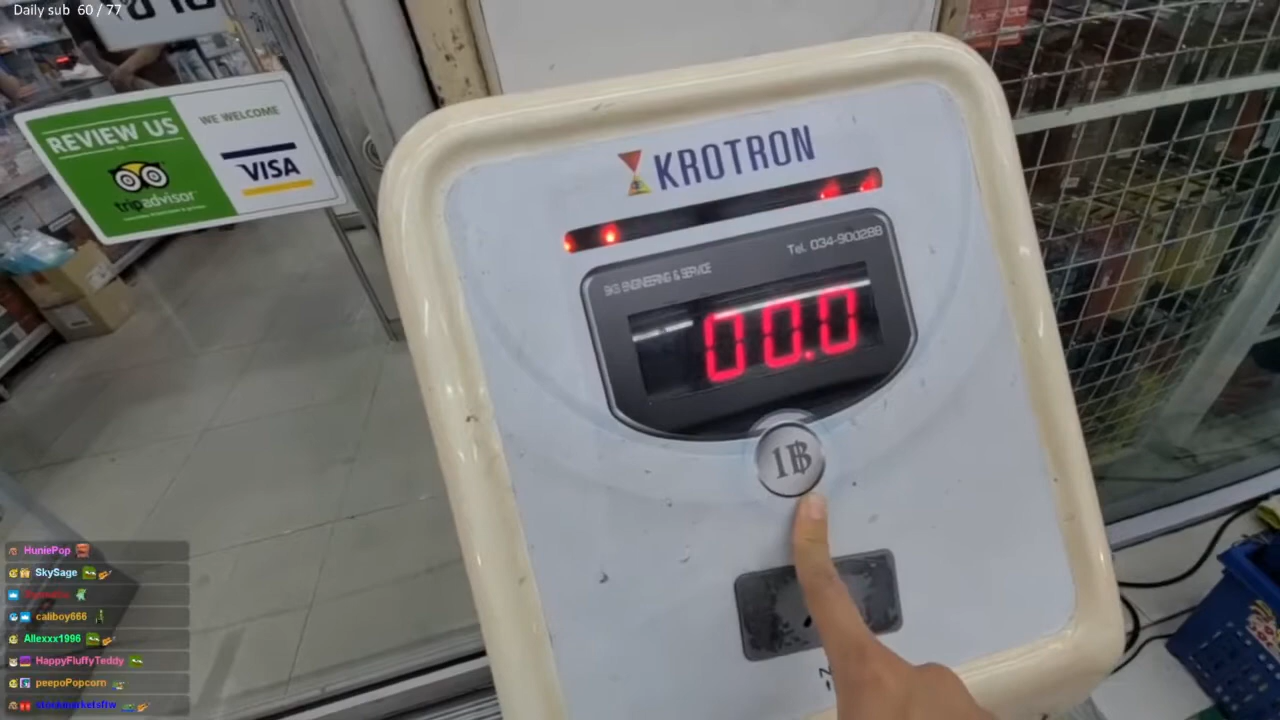 Daily sub 60 / 77
REVIEW US
tripadvisor
WE WELCOME
VISA
KROTRON
SKS ENGINEERING & SERVICE
Tel. 034-900288
00.0
1฿
HuniePop
SkySage
caliboy666
Allexxx1996
HappyFluffyTeddy
peepoPopcorn
stonkmarketsftw